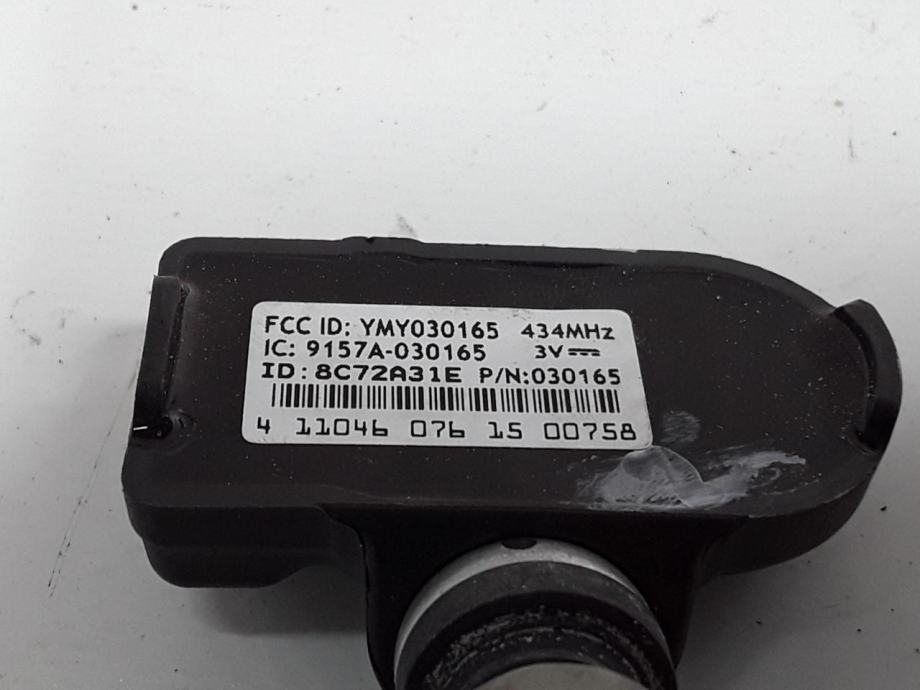 FCC ID: YMY030165 434MHz
IC: 9157A-030165 3V
ID: 8C72A31E P/N:030165
4 11046 076 15 00758